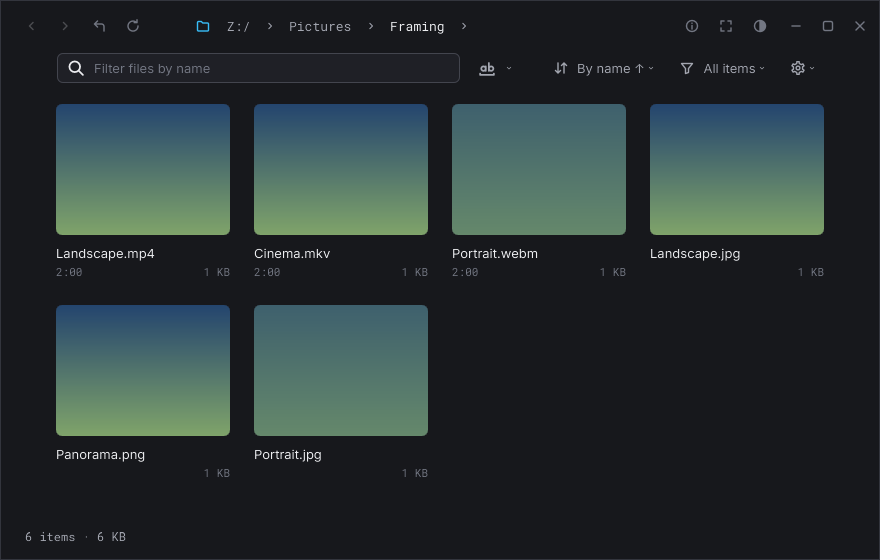 Z:/ Pictures Framing
Filter files by name
ab By name ↑ All items
Landscape.mp4 Cinema.mkv Portrait.webm Landscape.jpg
2:00 1 KB 2:00 1 KB 2:00 1 KB 1 KB
Panorama.png Portrait.jpg
1 KB 1 KB
6 items · 6 KB